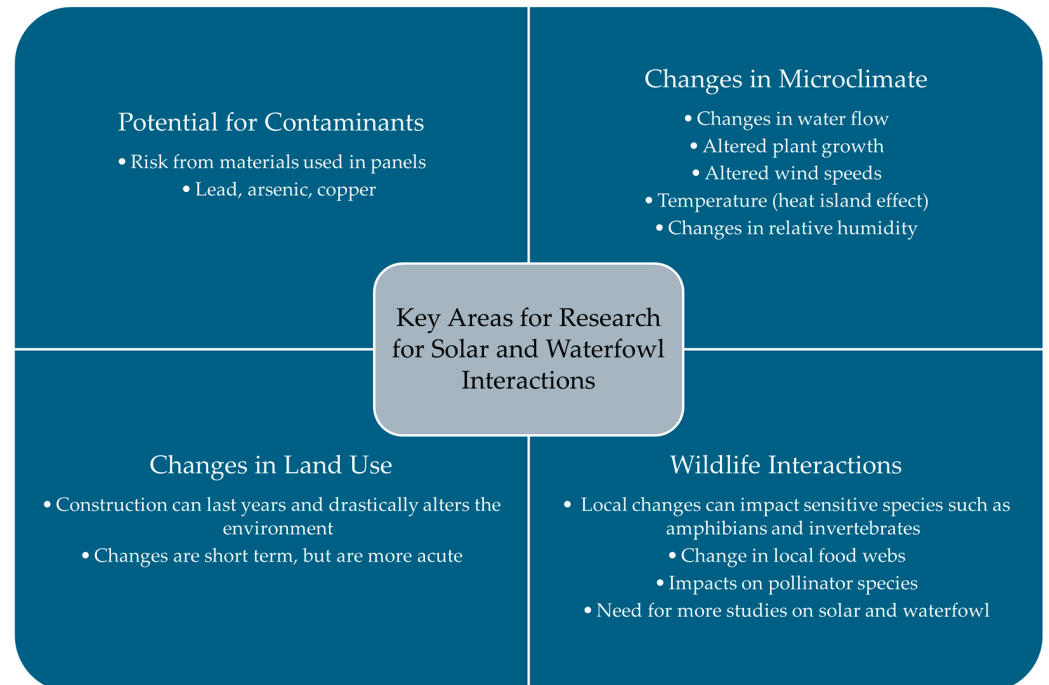 Potential for Contaminants
• Risk from materials used in panels
• Lead, arsenic, copper
Changes in Microclimate
• Changes in water flow
• Altered plant growth
• Altered wind speeds
• Temperature (heat island effect)
• Changes in relative humidity
Key Areas for Research
for Solar and Waterfowl
Interactions
Changes in Land Use
• Construction can last years and drastically alters the
environment
• Changes are short term, but are more acute
Wildlife Interactions
• Local changes can impact sensitive species such as
amphibians and invertebrates
• Change in local food webs
• Impacts on pollinator species
• Need for more studies on solar and waterfowl